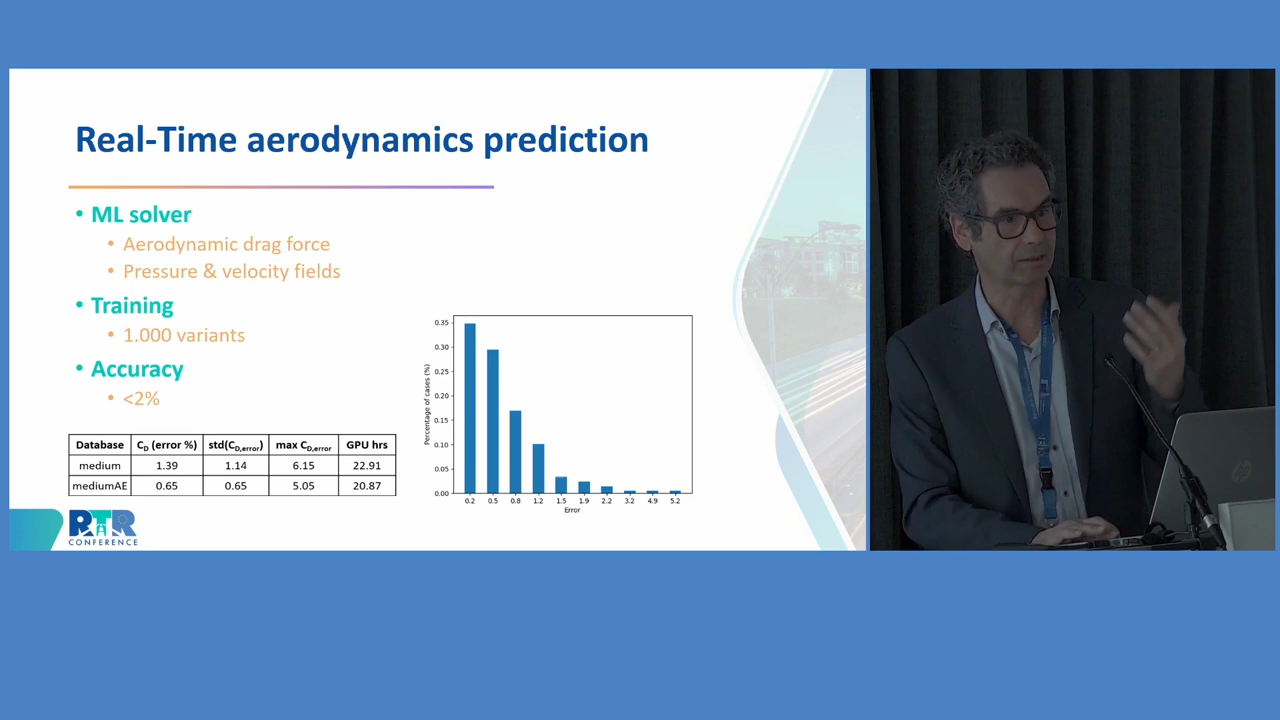 Real-Time aerodynamics prediction
• ML solver
• Aerodynamic drag force
• Pressure & velocity fields
• Training
• 1.000 variants
• Accuracy
• <2%
Database C_D (error %) std(C_D,error) max C_D,error GPU hrs
medium 1.39 1.14 6.15 22.91
mediumAE 0.65 0.65 5.05 20.87
Percentage of cases (%)
0.35
0.30
0.25
0.20
0.15
0.10
0.05
0.00
0.2 0.5 0.8 1.2 1.5 1.9 2.2 3.2 4.9 5.2
Error
RTR
CONFERENCE